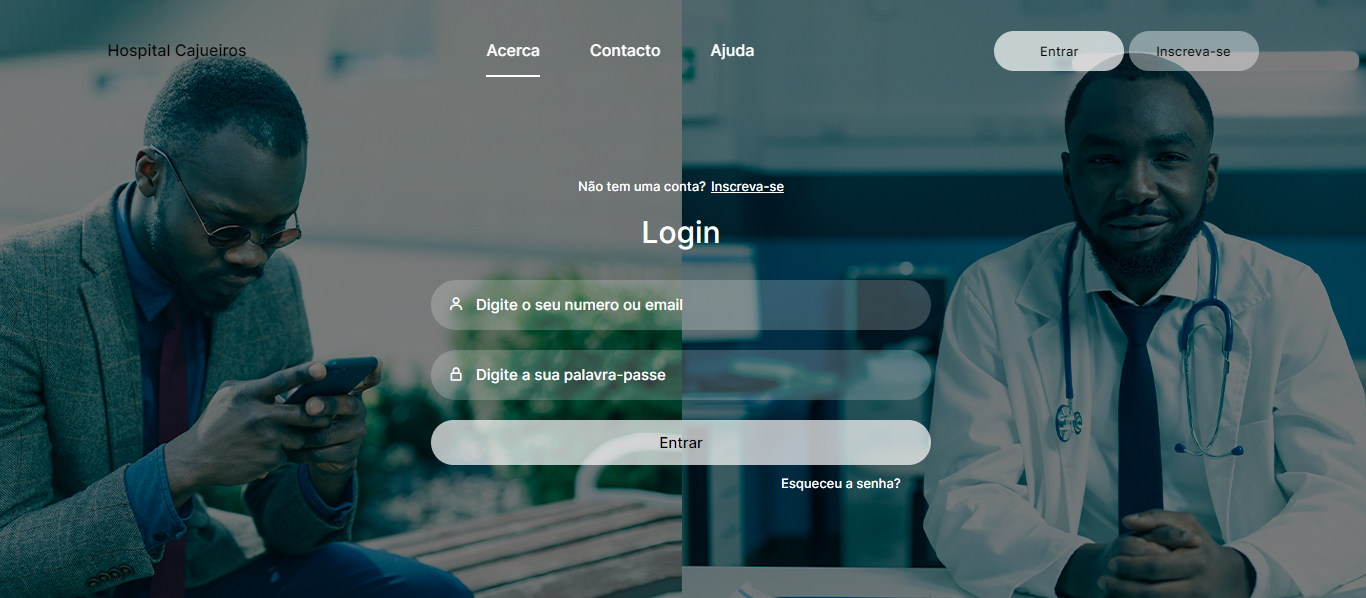 Hospital Cajueiros
Acerca
Contacto
Ajuda
Entrar
Inscreva-se
Não tem uma conta? Inscreva-se
Login
Digite o seu numero ou email
Digite a sua palavra-passe
Entrar
Esqueceu a senha?